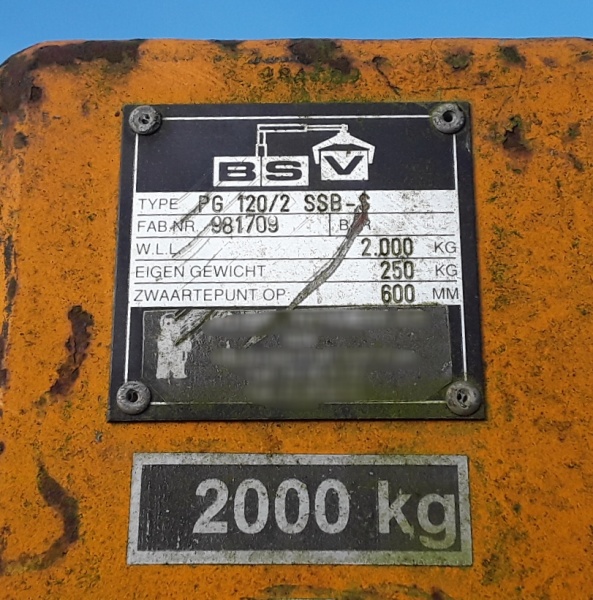 BSV
TYPE PG 120/2 SSB-S
FAB.NR. 981709 BAR
W.L.L. 2.000 KG
EIGEN GEWICHT 250 KG
ZWAARTEPUNT OP: 600 MM
2000 kg